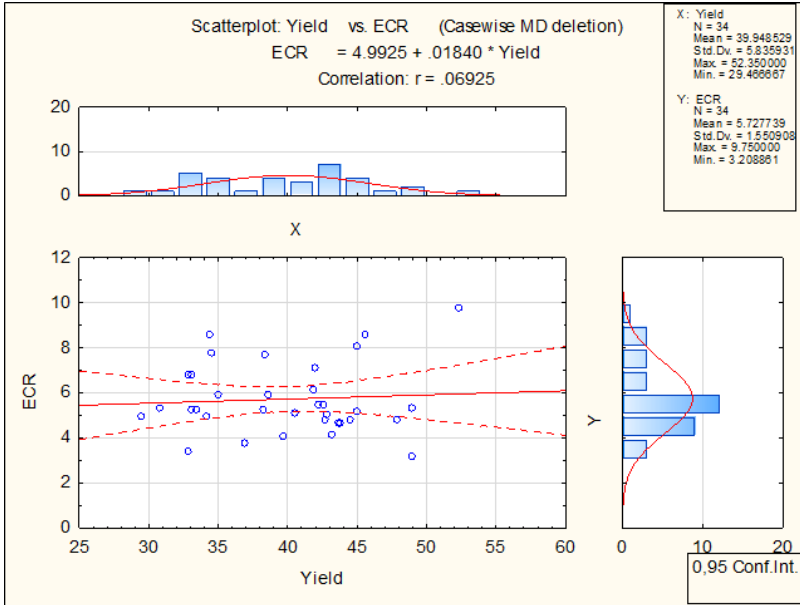 Scatterplot: Yield vs. ECR (Casewise MD deletion)
ECR = 4.9925 + .01840 * Yield
Correlation: r = .06925
X: Yield
N = 34
Mean = 39.948529
Std.Dv. = 5.835931
Max. = 52.350000
Min. = 29.466667
Y: ECR
N = 34
Mean = 5.727739
Std.Dv. = 1.550908
Max. = 9.750000
Min. = 3.208861
20
10
0
X
12
10
8
6
4
2
0
ECR
25 30 35 40 45 50 55 60
Yield
Y
0 10 20
0,95 Conf.Int.